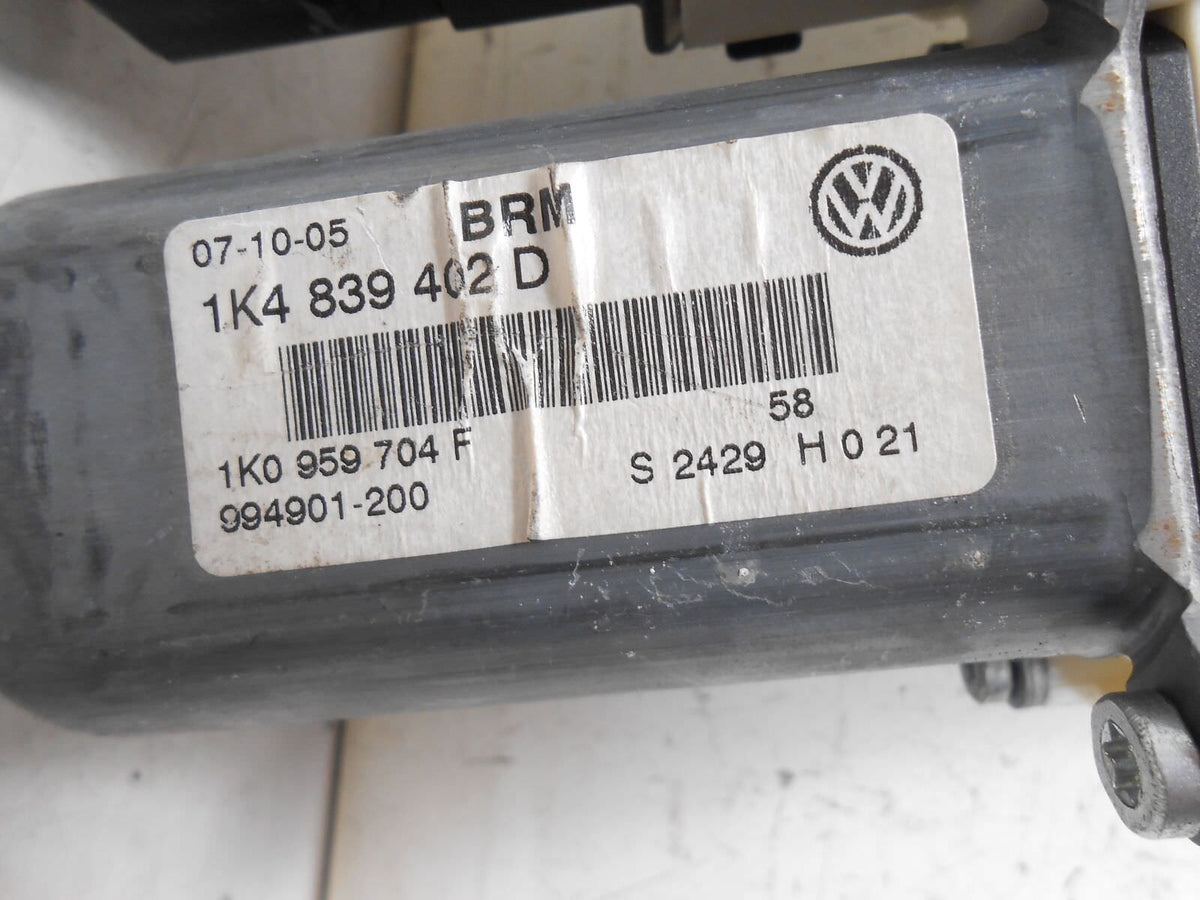 07-10-05
BRM
1K4 839 402 D
58
1K0 959 704 F
S 2429 H 0 21
994901-200